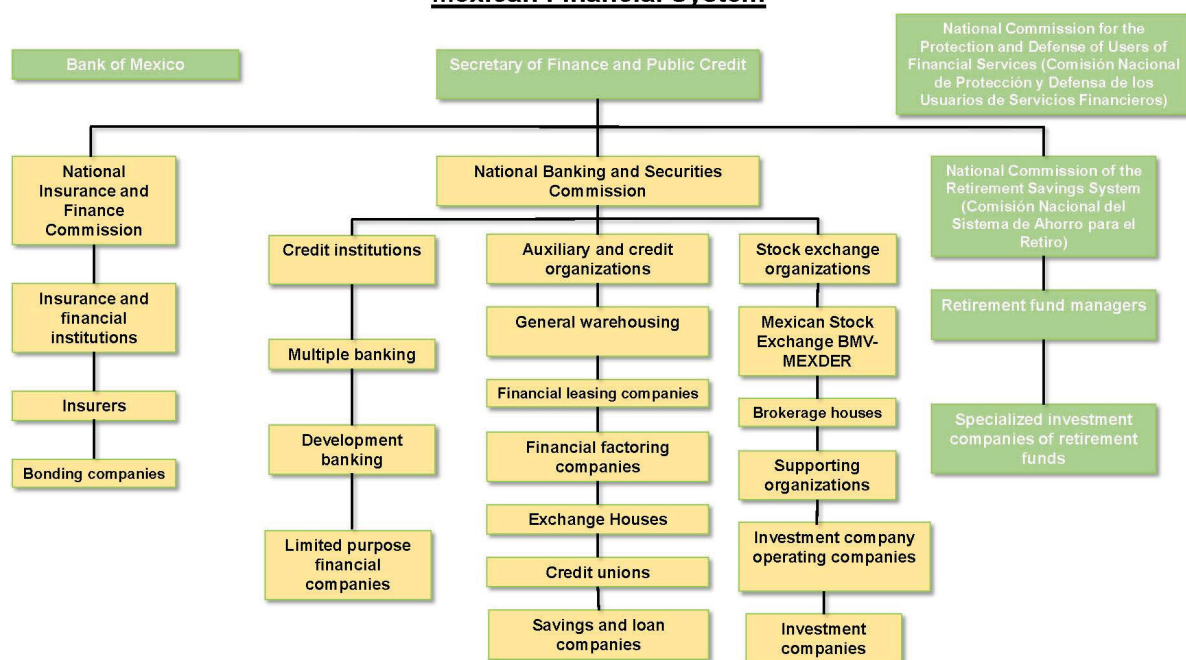 Mexican Financial System
Bank of Mexico
Secretary of Finance and Public Credit
National Commission for the
Protection and Defense of Users of
Financial Services (Comisión Nacional
de Protección y Defensa de los
Usuarios de Servicios Financieros)
National
Insurance and
Finance
Commission
National Banking and Securities
Commission
National Commission of the
Retirement Savings System
(Comisión Nacional del
Sistema de Ahorro para el
Retiro)
Credit institutions
Auxiliary and credit
organizations
Stock exchange
organizations
Insurance and
financial
institutions
General warehousing
Mexican Stock
Exchange BMV-
MEXDER
Retirement fund managers
Multiple banking
Insurers
Financial leasing companies
Brokerage houses
Specialized investment
companies of retirement
funds
Development
banking
Financial factoring
companies
Supporting
organizations
Bonding companies
Exchange Houses
Investment company
operating companies
Limited purpose
financial
companies
Credit unions
Savings and loan
companies
Investment
companies